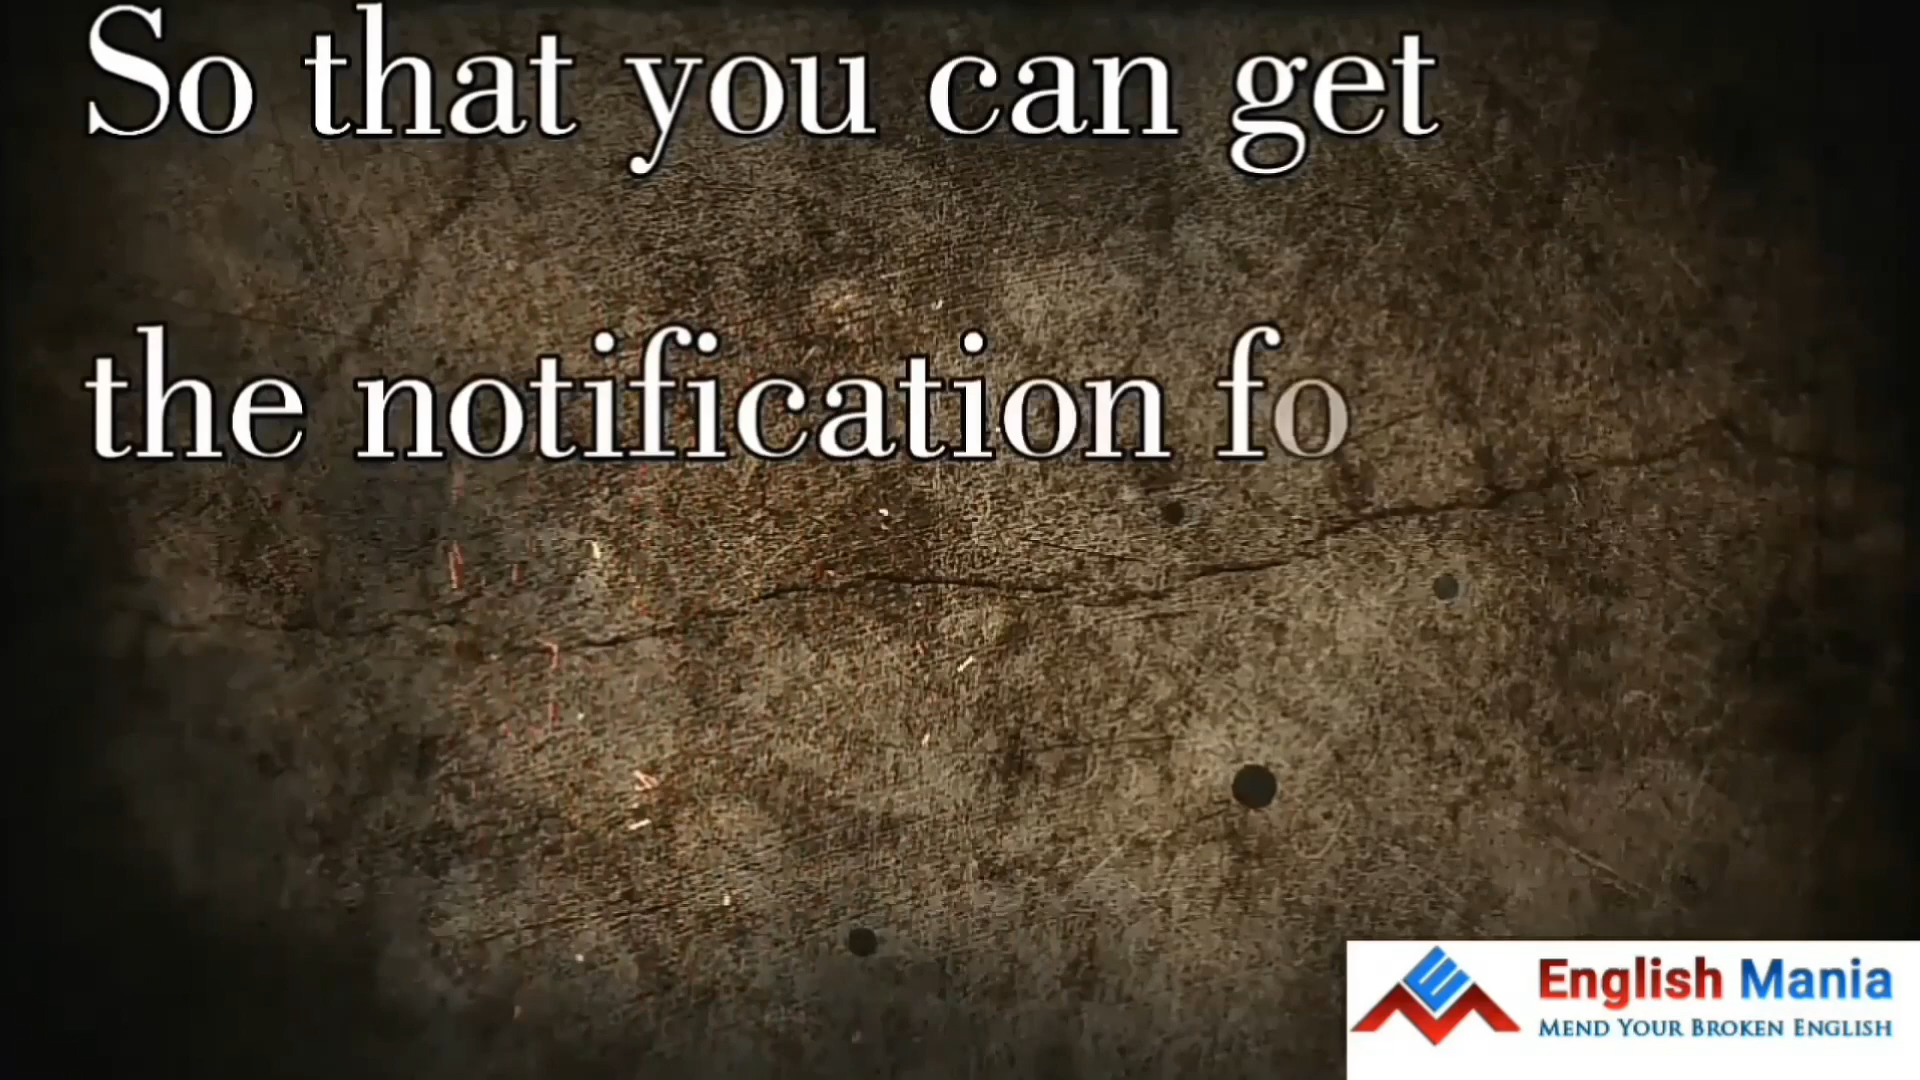 So that you can get
the notification fo
English Mania
MEND YOUR BROKEN ENGLISH